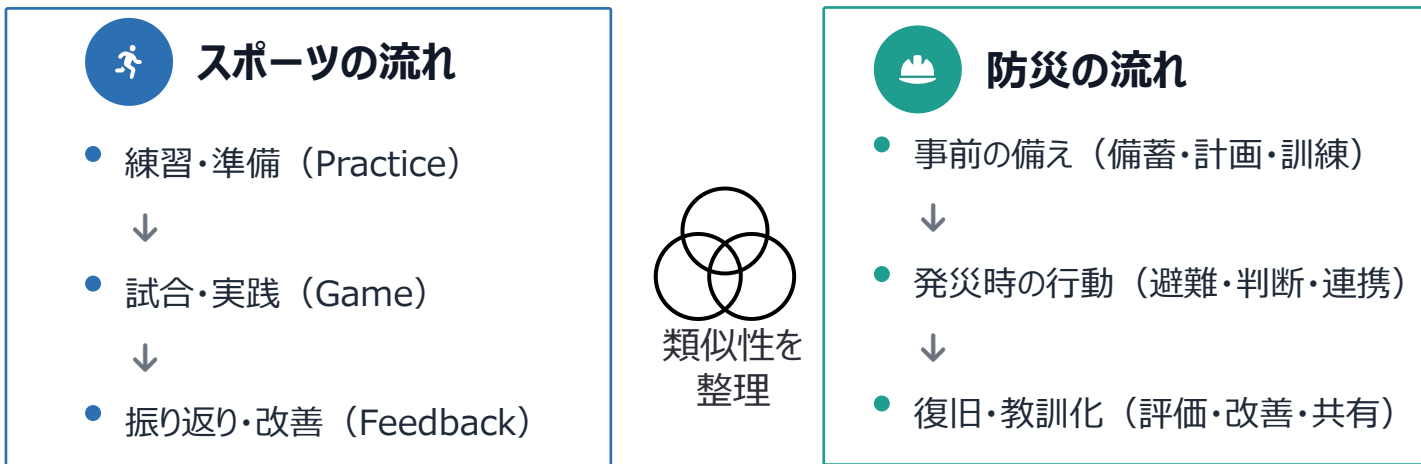 スポーツの流れ
練習・準備（Practice）
↓
試合・実践（Game）
↓
振り返り・改善（Feedback）
類似性を
整理
防災の流れ
事前の備え（備蓄・計画・訓練）
↓
発災時の行動（避難・判断・連携）
↓
復旧・教訓化（評価・改善・共有）